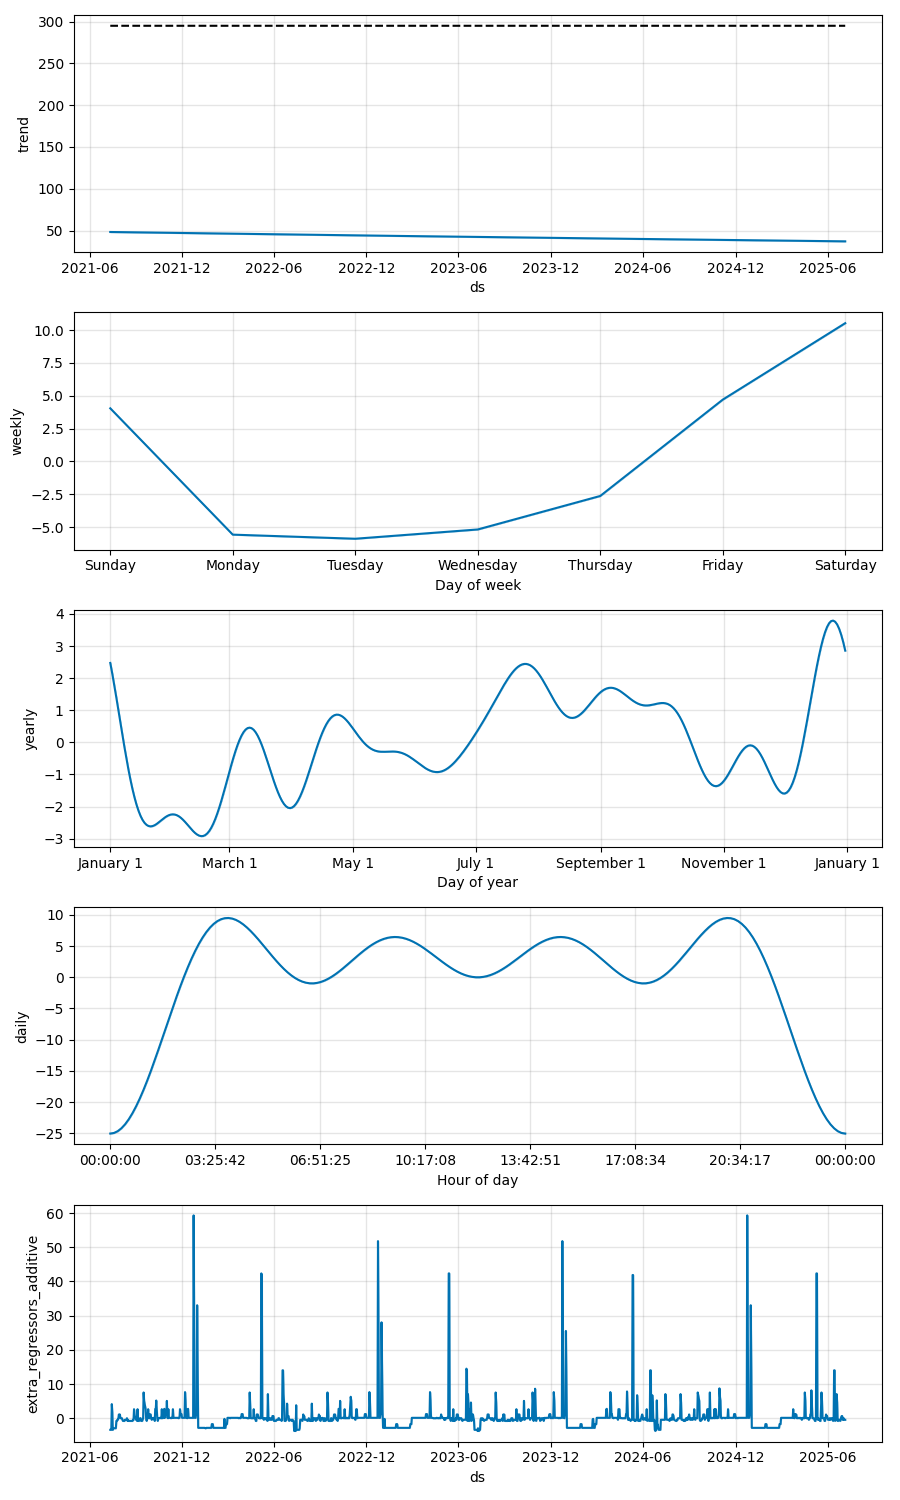 300
250
200
150
100
50
trend
2021-06 2021-12 2022-06 2022-12 2023-06 2023-12 2024-06 2024-12 2025-06
ds
10.0
7.5
5.0
2.5
0.0
−2.5
−5.0
weekly
Sunday Monday Tuesday Wednesday Thursday Friday Saturday
Day of week
4
3
2
1
0
−1
−2
−3
yearly
January 1 March 1 May 1 July 1 September 1 November 1 January 1
Day of year
10
5
0
−5
−10
−15
−20
−25
daily
00:00:00 03:25:42 06:51:25 10:17:08 13:42:51 17:08:34 20:34:17 00:00:00
Hour of day
60
50
40
30
20
10
0
extra_regressors_additive
2021-06 2021-12 2022-06 2022-12 2023-06 2023-12 2024-06 2024-12 2025-06
ds